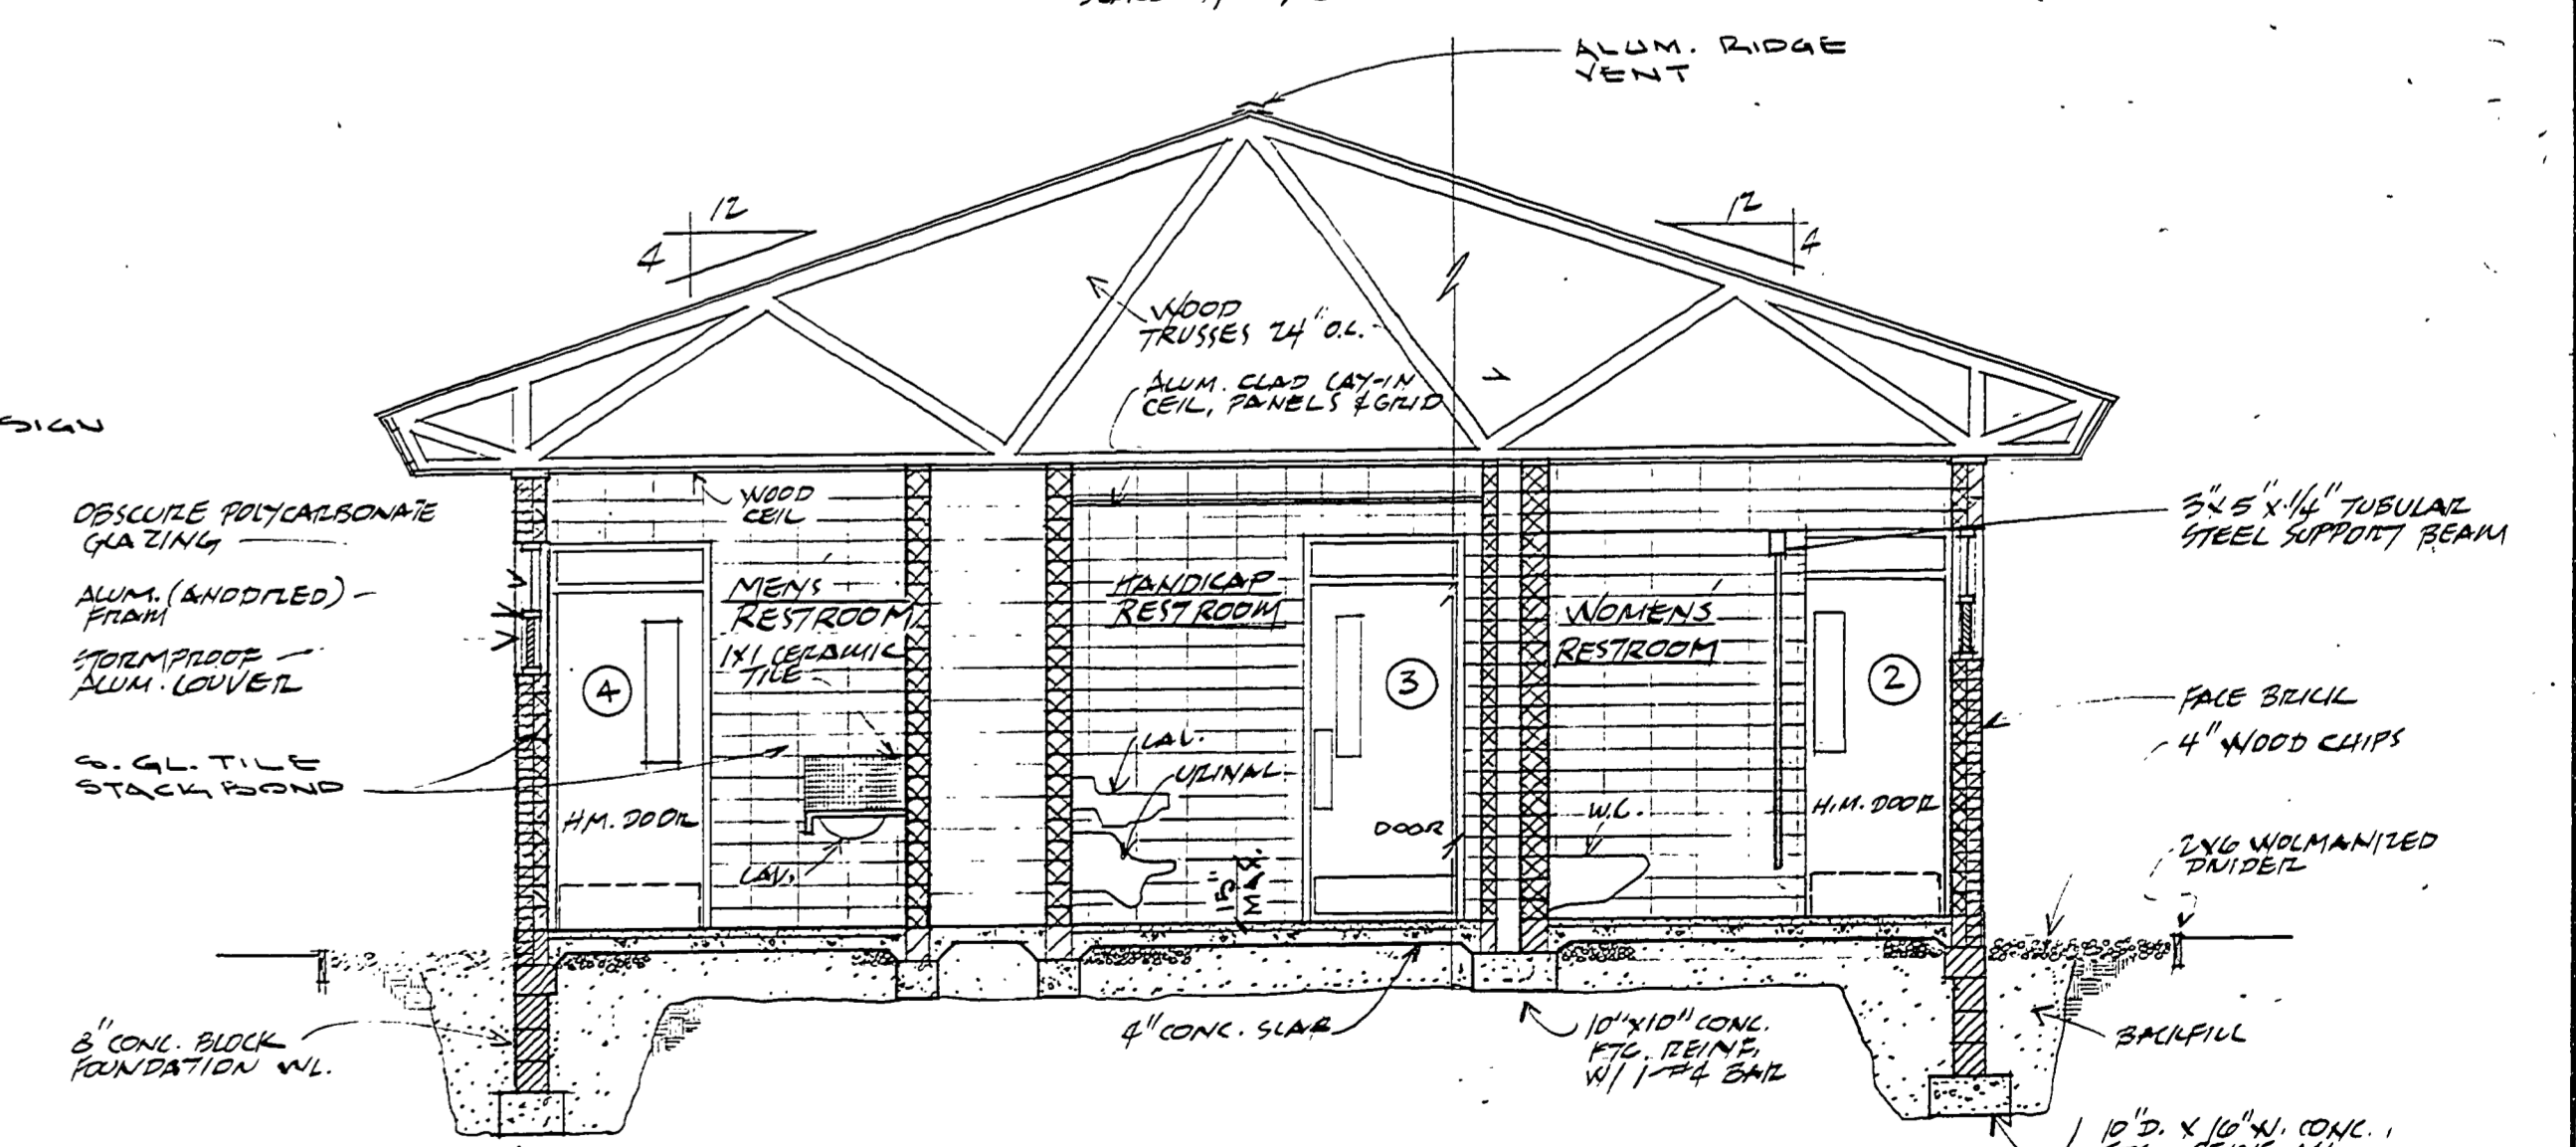 ALUM. RIDGE
VENT
12
4
12
4
WOOD
TRUSSES 24" O.C.
ALUM. CLAD LAY-IN
CEIL. PANELS & GRID
SIGN
OBSCURE POLYCARBONATE
GLAZING
ALUM. (ANODIZED)
FRAM
STORMPROOF
ALUM. LOUVER
S. GL. TILE
STACK BOND
WOOD
CEIL
MENS
RESTROOM
1X1 CERAMIC
TILE
4
H.M. DOOR
LAV.
HANDICAP
RESTROOM
LAV.
URINAL
15"
MAX.
3
DOOR
WOMENS
RESTROOM
W.C.
2
H.M. DOOR
3"X5"X1/4" TUBULAR
STEEL SUPPORT BEAM
FACE BRICK
4" WOOD CHIPS
2X6 WOLMANIZED
DIVIDER
BACKFILL
8" CONC. BLOCK
FOUNDATION WL.
4" CONC. SLAB
10"X10" CONC.
FTG. REINF.
W/ 1-#4 BAR
10"D. X 16"W. CONC.